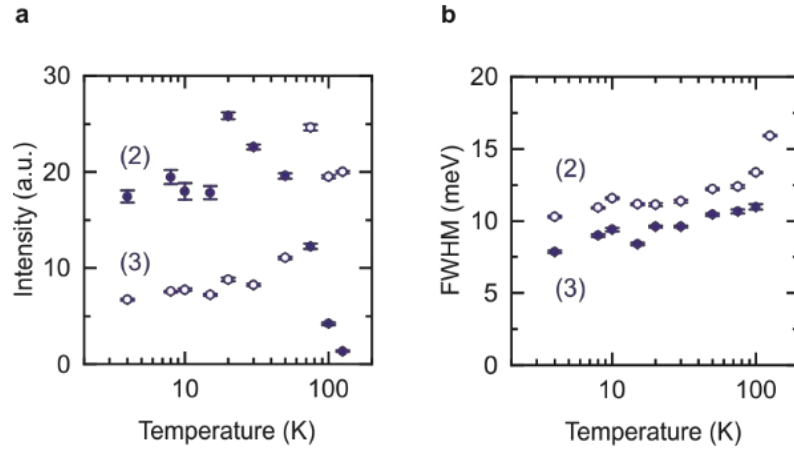 a
30
20
10
0
Intensity (a.u.)
(2)
(3)
10
100
Temperature (K)
b
20
15
10
5
0
FWHM (meV)
(2)
(3)
10
100
Temperature (K)